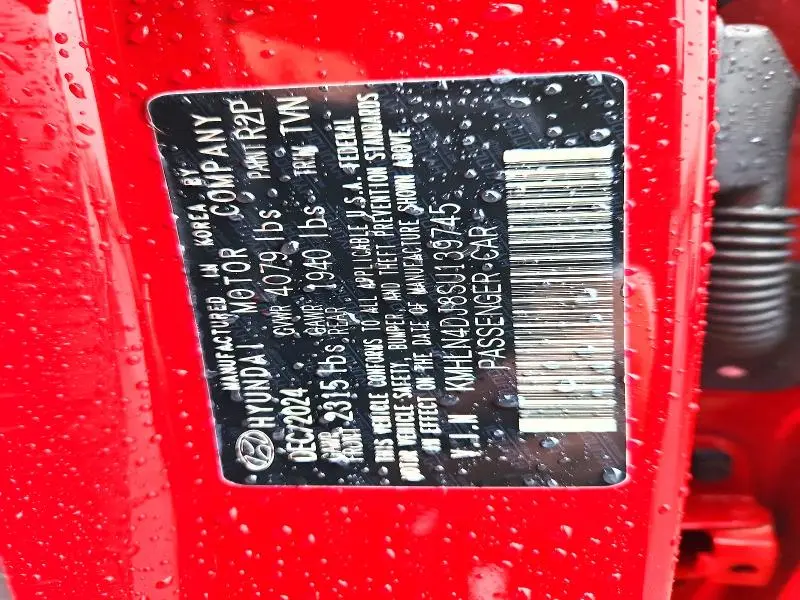 MANUFACTURED IN KOREA BY
HYUNDAI MOTOR COMPANY
DEC/2024 GVWR 4079 lbs PAINT R2P
GAWR FRONT 2315 lbs GAWR REAR 1940 lbs TRIM TVN
* THIS VEHICLE CONFORMS TO ALL APPLICABLE U.S.A. FEDERAL
MOTOR VEHICLE SAFETY, BUMPER, AND THEFT PREVENTION STANDARDS
IN EFFECT ON THE DATE OF MANUFACTURE SHOWN ABOVE
V.I.N KMHLN4DJ8SU139745
PASSENGER CAR